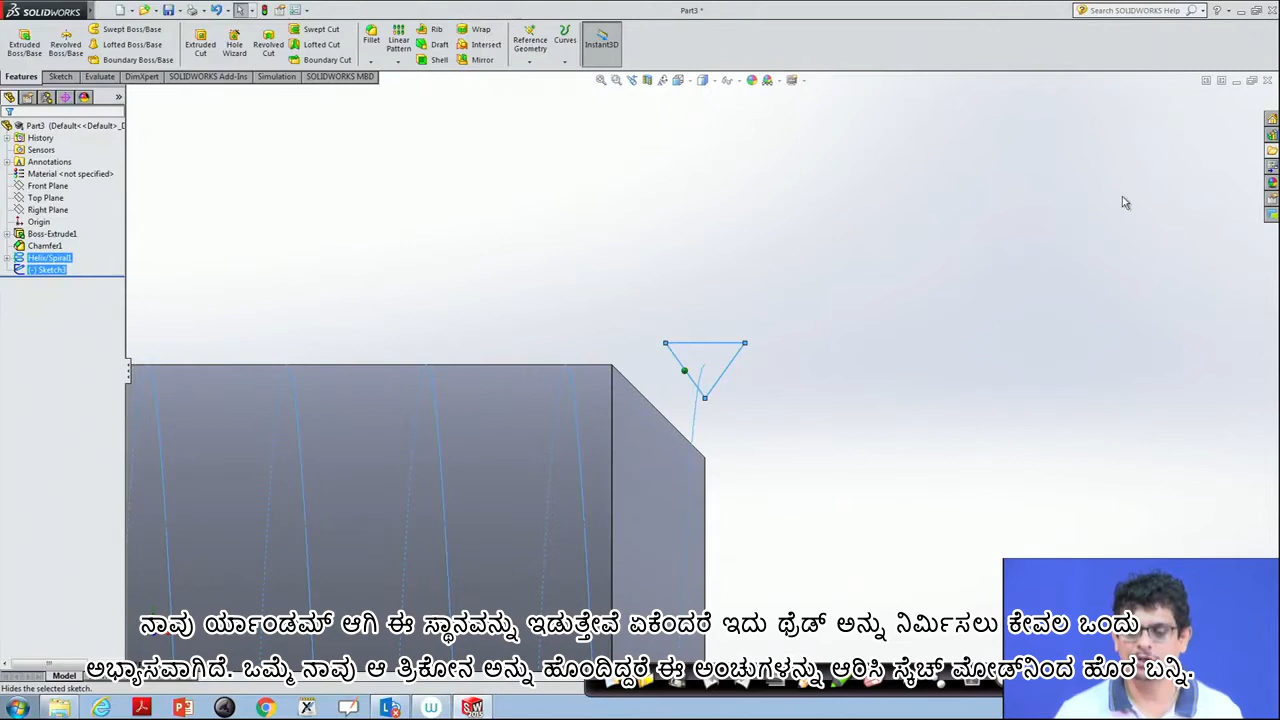 SOLIDWORKS
Part3 *
Search SOLIDWORKS Help
Extruded Boss/Base
Revolved Boss/Base
Swept Boss/Base
Lofted Boss/Base
Boundary Boss/Base
Extruded Cut
Hole Wizard
Revolved Cut
Swept Cut
Lofted Cut
Boundary Cut
Fillet
Linear Pattern
Rib
Draft
Shell
Wrap
Intersect
Mirror
Reference Geometry
Curves
Instant3D
Features Sketch Evaluate DimXpert SOLIDWORKS Add-Ins Simulation SOLIDWORKS MBD
Part3 (Default<<Default>_D
History
Sensors
Annotations
Material <not specified>
Front Plane
Top Plane
Right Plane
Origin
Boss-Extrude1
Chamfer1
Helix/Spiral1
(-) Sketch3
ನಾವು ರ್ಯಾಂಡಮ್ ಆಗಿ ಈ ಸ್ಥಾನವನ್ನು ಇಡುತ್ತೇವೆ ಏಕೆಂದರೆ ಇದು ಥ್ರೆಡ್ ಅನ್ನು ನಿರ್ಮಿಸಲು ಕೇವಲ ಒಂದು
ಅಭ್ಯಾಸವಾಗಿದೆ. ಒಮ್ಮೆ ನಾವು ಆ ತ್ರಿಕೋನ ಅನ್ನು ಹೊಂದಿದ್ದರೆ ಈ ಅಂಚುಗಳನ್ನು ಆರಿಸಿ ಸ್ಕೆಚ್ ಮೋಡ್‌ನಿಂದ ಹೊರ ಬನ್ನಿ.
Model
Hides the selected sketch.